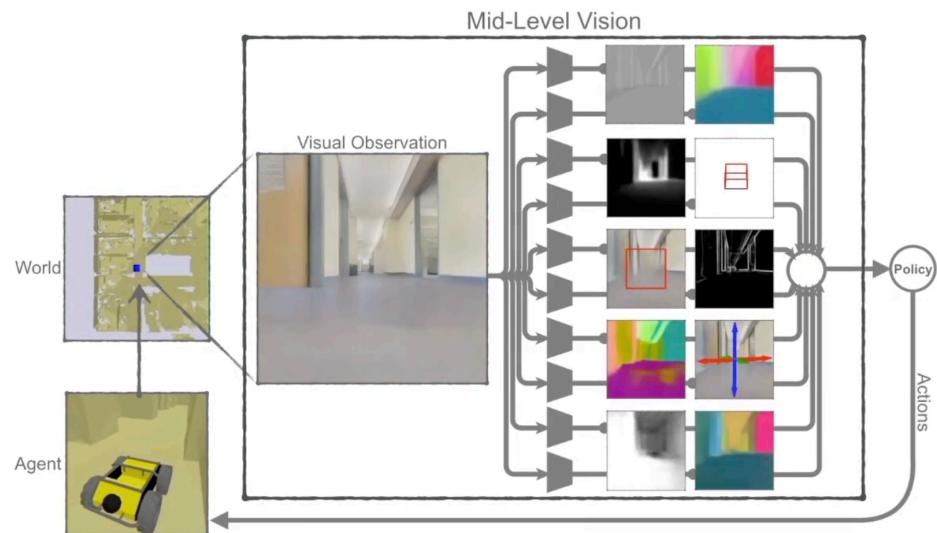 Mid-Level Vision
Visual Observation
World
Policy
Actions
Agent